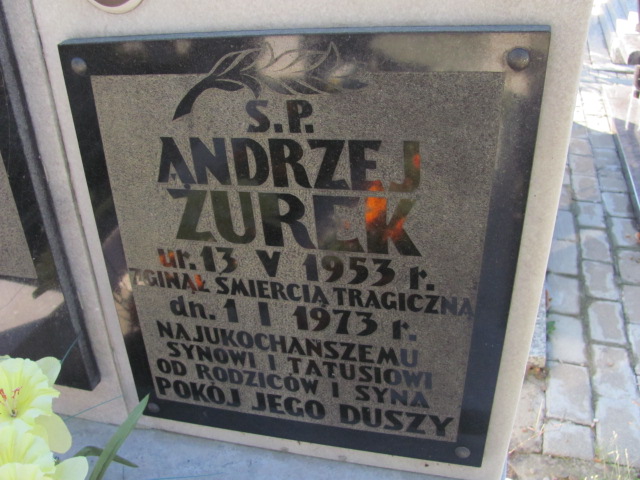 Ś.P.
ANDRZEJ
ŻUREK
ur. 13 V 1953 r.
ZGINĄŁ ŚMIERCIĄ TRAGICZNĄ
dn. 1 I 1973 r.
NAJUKOCHAŃSZEMU
SYNOWI I TATUSIOWI
OD RODZICÓW I SYNA
POKÓJ JEGO DUSZY